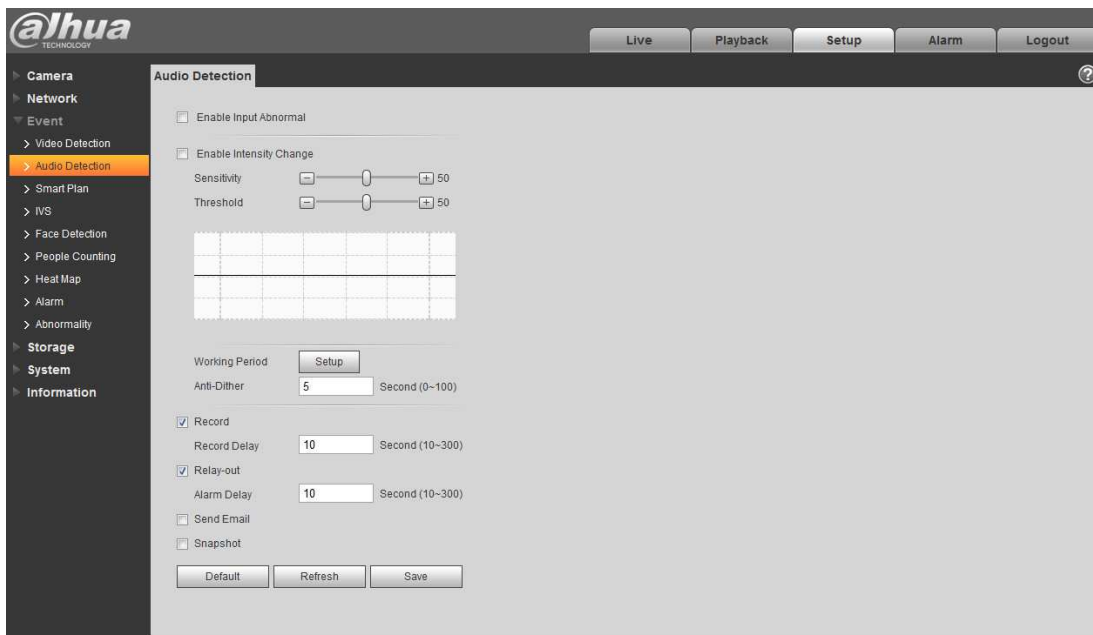 alhua
TECHNOLOGY
Live Playback Setup Alarm Logout
Camera
Network
Event
Video Detection
Audio Detection
Smart Plan
IVS
Face Detection
People Counting
Heat Map
Alarm
Abnormality
Storage
System
Information
Audio Detection ?
Enable Input Abnormal
Enable Intensity Change
Sensitivity - + 50
Threshold - + 50
Working Period Setup
Anti-Dither 5 Second (0~100)
Record
Record Delay 10 Second (10~300)
Relay-out
Alarm Delay 10 Second (10~300)
Send Email
Snapshot
Default Refresh Save